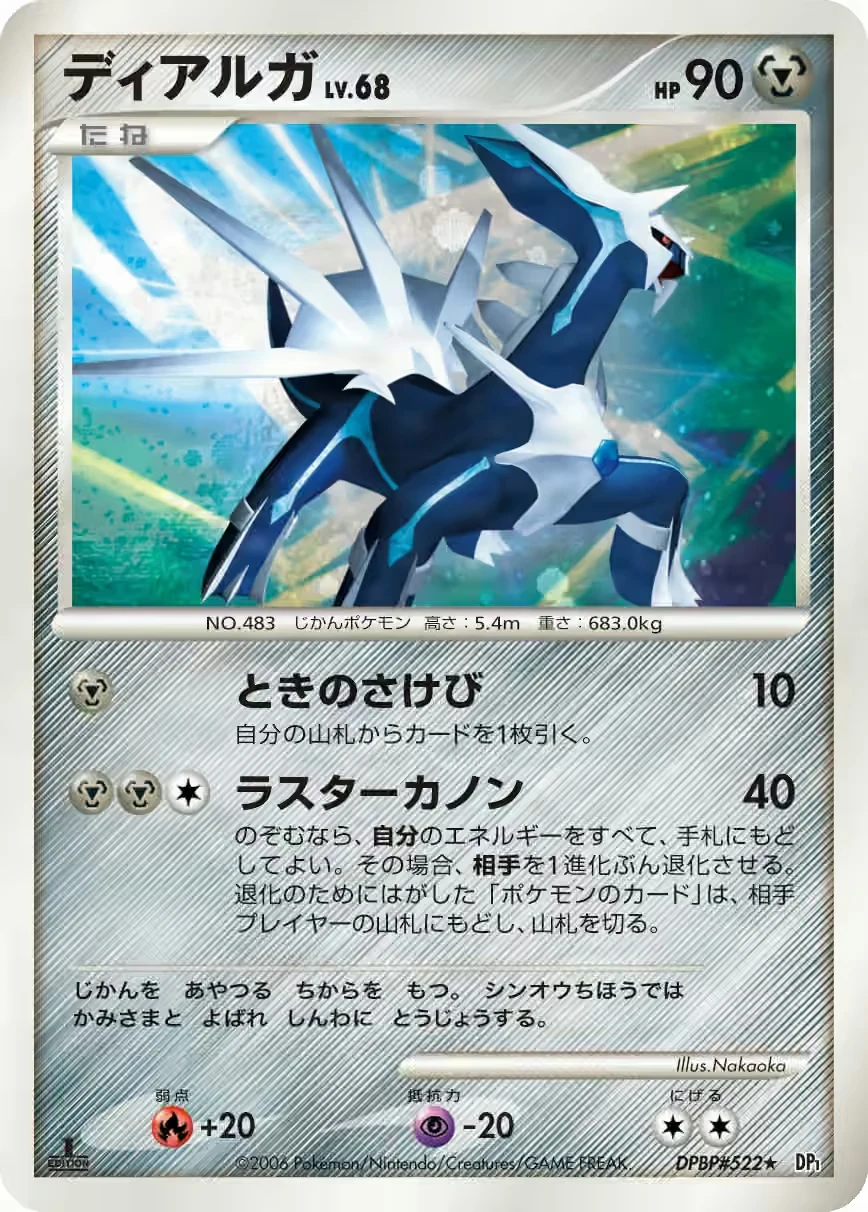 ディアルガ LV.68 HP 90
たね
NO.483 じかんポケモン 高さ：5.4m 重さ：683.0kg
ときのさけび 10
自分の山札からカードを1枚引く。
ラスターカノン 40
のぞむなら、自分のエネルギーをすべて、手札にもど
してよい。その場合、相手を1進化ぶん退化させる。
退化のためにはがした「ポケモンのカード」は、相手
プレイヤーの山札にもどし、山札を切る。
じかんを あやつる ちからを もつ。 シンオウちほうでは
かみさまと よばれ しんわに とうじょうする。
Illus.Nakaoka
弱点 抵抗力 にげる
+20 -20
1 EDITION ©2006 Pokémon/Nintendo/Creatures/GAME FREAK. DPBP#522★ DP1